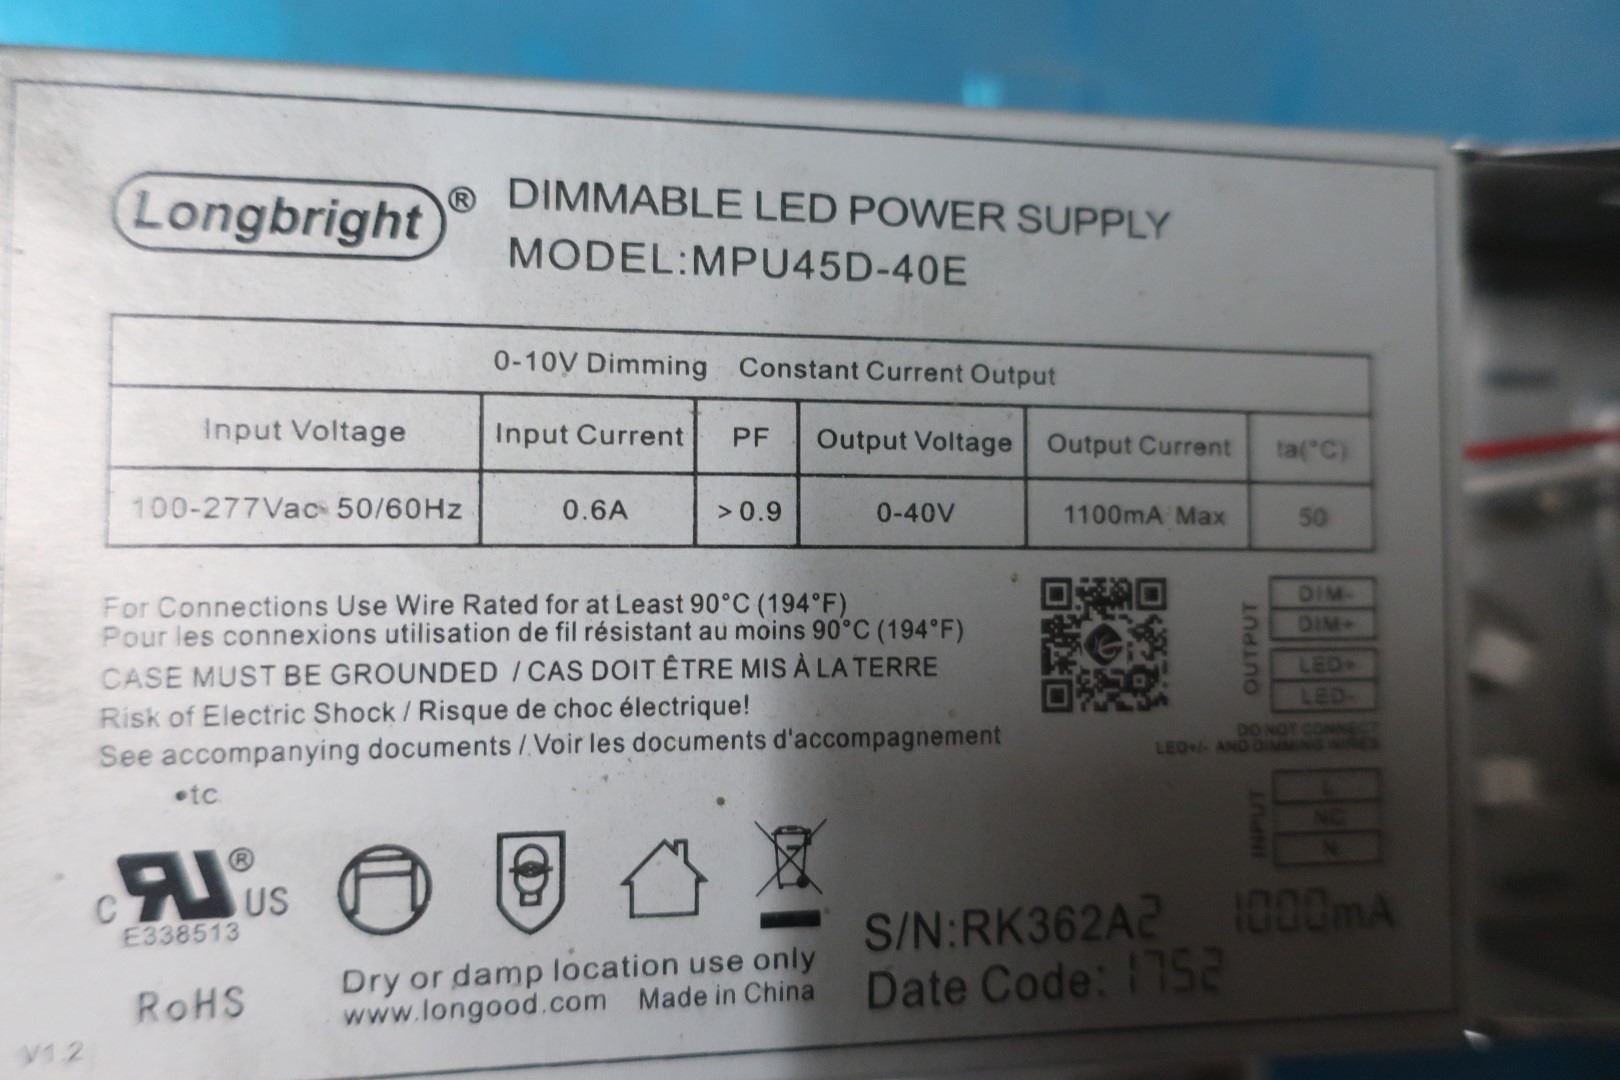 Longbright®
DIMMABLE LED POWER SUPPLY
MODEL:MPU45D-40E
0-10V Dimming Constant Current Output
Input Voltage Input Current PF Output Voltage Output Current ta(°C)
100-277Vac 50/60Hz 0.6A >0.9 0-40V 1100mA Max 50
For Connections Use Wire Rated for at Least 90°C (194°F)
Pour les connexions utilisation de fil résistant au moins 90°C (194°F)
CASE MUST BE GROUNDED / CAS DOIT ÊTRE MIS À LA TERRE
Risk of Electric Shock / Risque de choc électrique!
See accompanying documents / Voir les documents d'accompagnement
•tc
OUTPUT
DIM-
DIM+
LED+
LED-
DO NOT CONNECT
LED+/- AND DIMMING WIRES
INPUT
L
NC
N
C RU® US
E338513
RoHS
Dry or damp location use only
www.longood.com Made in China
S/N:RK362A2 1000mA
Date Code: 1752
V1.2